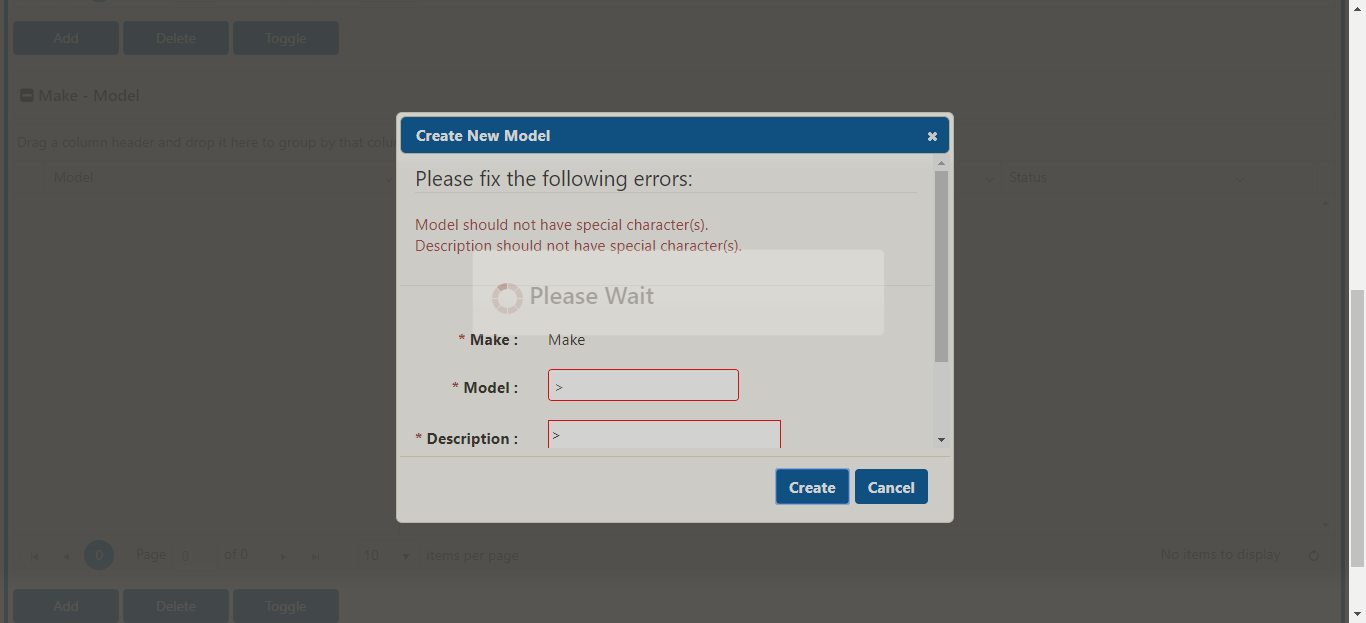 Add Delete Toggle
Make - Model
Drag a column header and drop it here to group by that colu
Model Status
Create New Model
Please fix the following errors:
Model should not have special character(s).
Description should not have special character(s).
Please Wait
* Make : Make
* Model : >
* Description : >
Create Cancel
0 Page 0 of 0 10 items per page No items to display
Add Delete Toggle